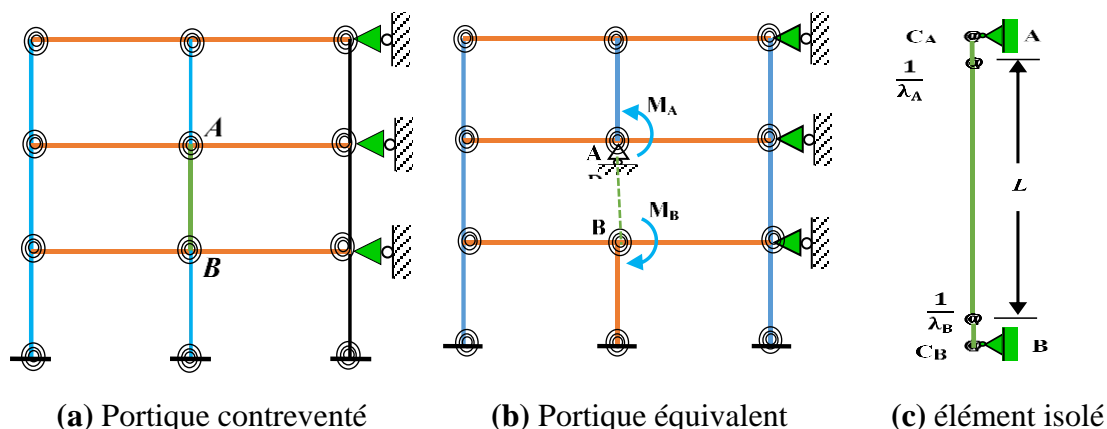 A
B
(a) Portique contreventé
M_A
A
B
M_B
(b) Portique équivalent
C_A
A
1
λ_A
L
1
λ_B
C_B
B
(c) élément isolé